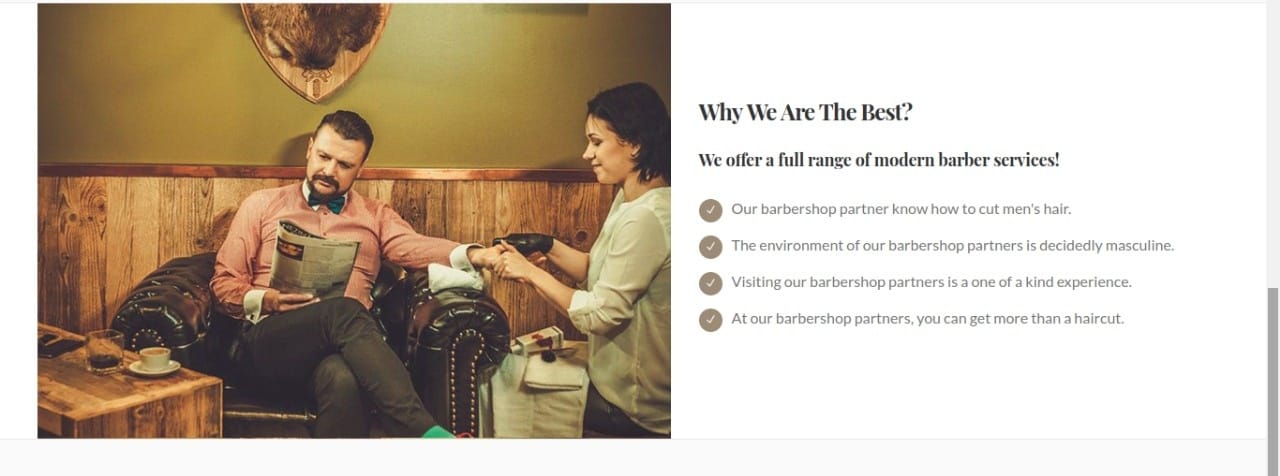 Why We Are The Best?
We offer a full range of modern barber services!
Our barbershop partner know how to cut men's hair.
The environment of our barbershop partners is decidedly masculine.
Visiting our barbershop partners is a one of a kind experience.
At our barbershop partners, you can get more than a haircut.